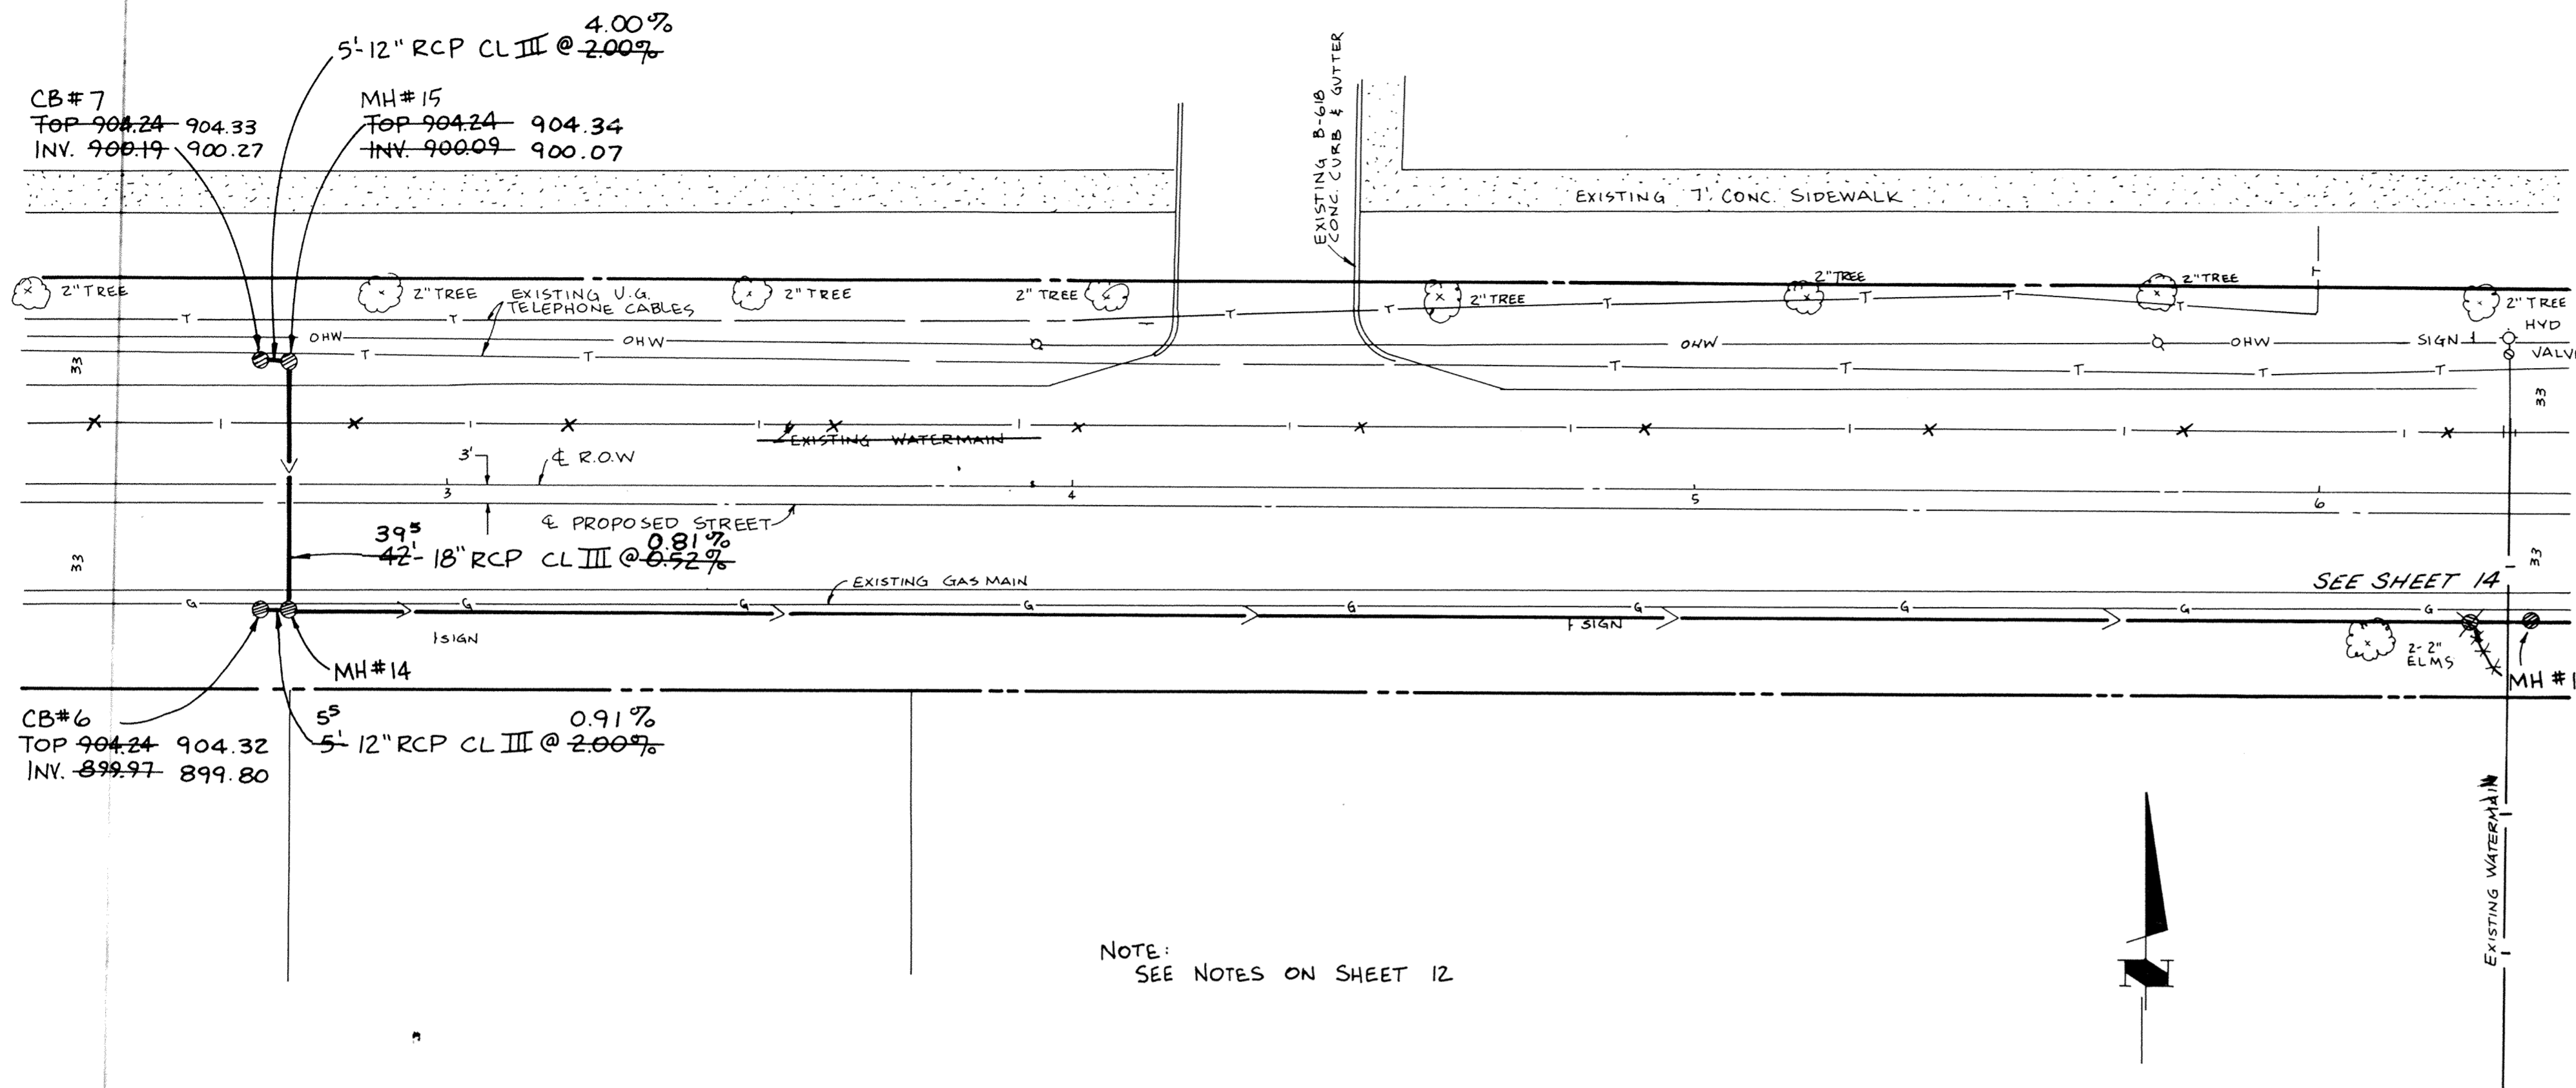 4.00%
5'-12" RCP CL III @ 2.00%
CB#7
TOP 904.24 904.33
INV. 900.19 900.27
MH#15
TOP 904.24 904.34
INV. 900.09 900.07
EXISTING B-61B
CONC. CURB & GUTTER
EXISTING 7' CONC. SIDEWALK
2" TREE
2" TREE
EXISTING U.G.
TELEPHONE CABLES
2" TREE
2" TREE
2" TREE
2" TREE
2" TREE
2" TREE
T
T
T
T
T
T
T
T
T
HYD
OHW
OHW
OHW
OHW
SIGN
VALV
T
T
T
T
T
T
T
33
33
EXISTING WATERMAIN
3'
℄ R.O.W
3
4
5
6
℄ PROPOSED STREET
39⁵
0.81%
42'- 18" RCP CL III @ 0.52%
33
33
EXISTING GAS MAIN
SEE SHEET 14
G
G
G
G
G
G
G
G
G
SIGN
SIGN
2-2"
ELMS
MH#14
MH #1
CB#6
TOP 904.24 904.32
INV. 899.97 899.80
5⁵
0.91%
5'- 12" RCP CL III @ 2.00%
EXISTING WATERMAIN
NOTE:
SEE NOTES ON SHEET 12
N